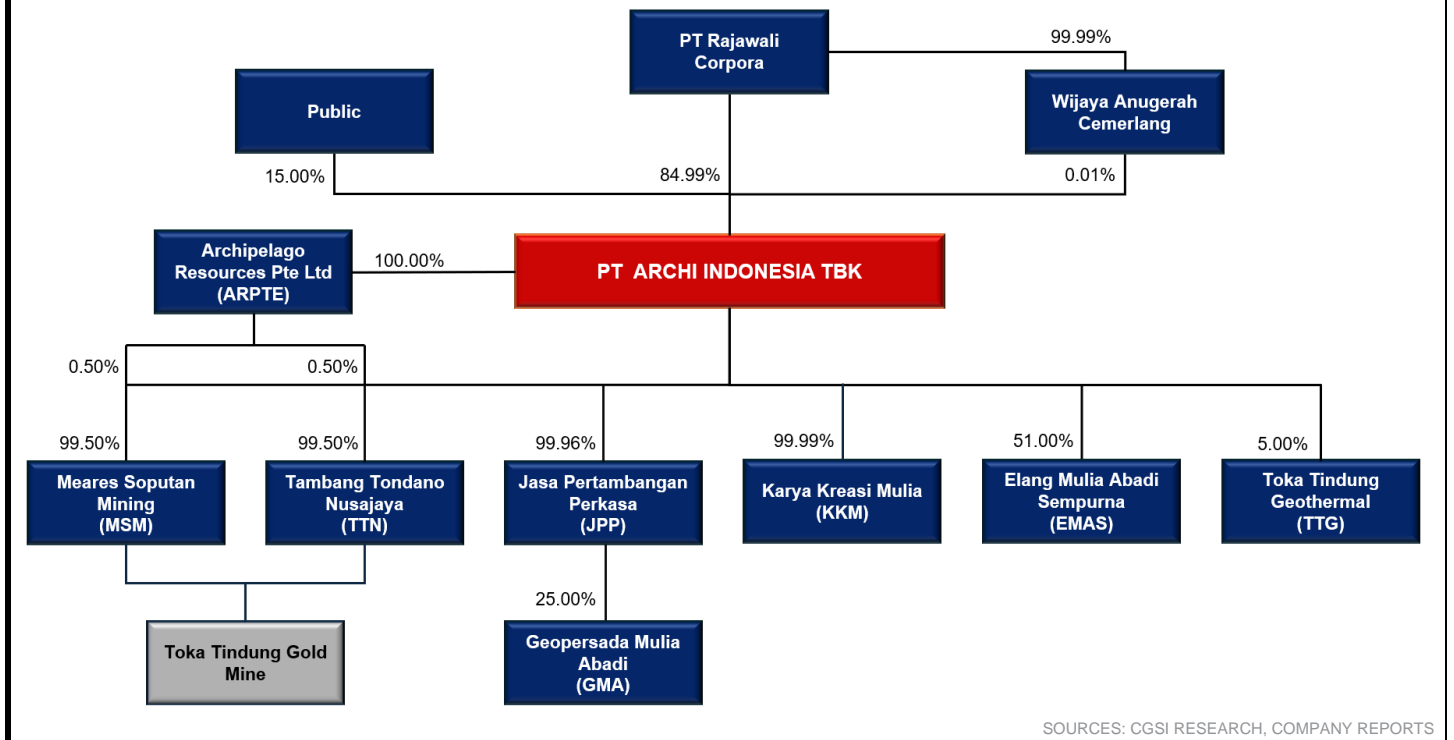 PT Rajawali
Corpora
99.99%
Public
Wijaya Anugerah
Cemerlang
15.00%
84.99%
0.01%
Archipelago
Resources Pte Ltd
(ARPTE)
100.00%
PT ARCHI INDONESIA TBK
0.50%
0.50%
99.50%
99.50%
99.96%
99.99%
51.00%
5.00%
Meares Soputan
Mining
(MSM)
Tambang Tondano
Nusajaya
(TTN)
Jasa Pertambangan
Perkasa
(JPP)
Karya Kreasi Mulia
(KKM)
Elang Mulia Abadi
Sempurna
(EMAS)
Toka Tindung
Geothermal
(TTG)
25.00%
Toka Tindung Gold
Mine
Geopersada Mulia
Abadi
(GMA)
SOURCES: CGSI RESEARCH, COMPANY REPORTS